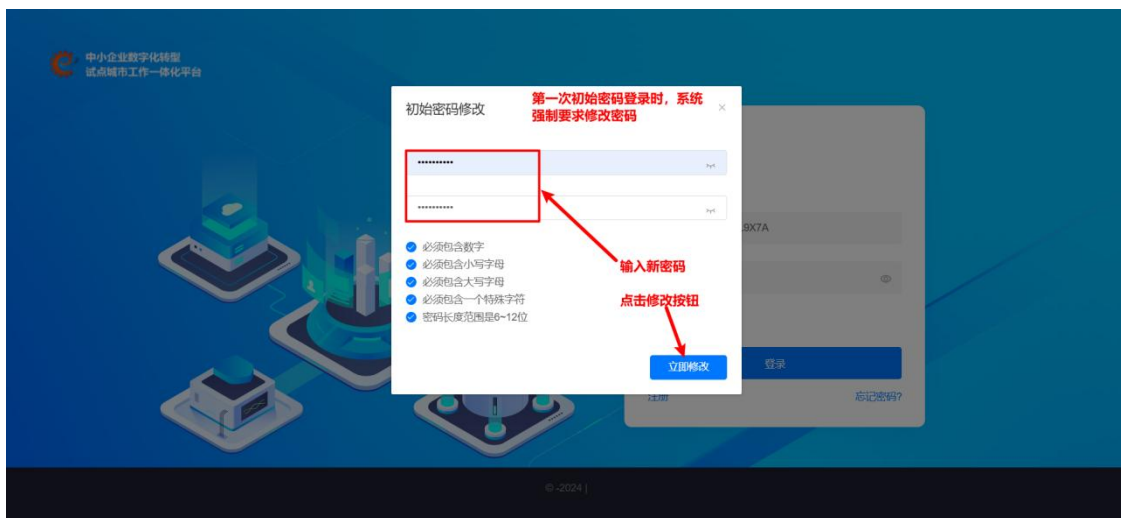 中小企业数字化转型
试点城市工作一体化平台
初始密码修改
第一次初始密码登录时，系统
强制要求修改密码
必须包含数字
必须包含小写字母
必须包含大写字母
必须包含一个特殊字符
密码长度范围是6~12位
输入新密码
点击修改按钮
立即修改
9X7A
登录
注册
忘记密码?
© -2024 |